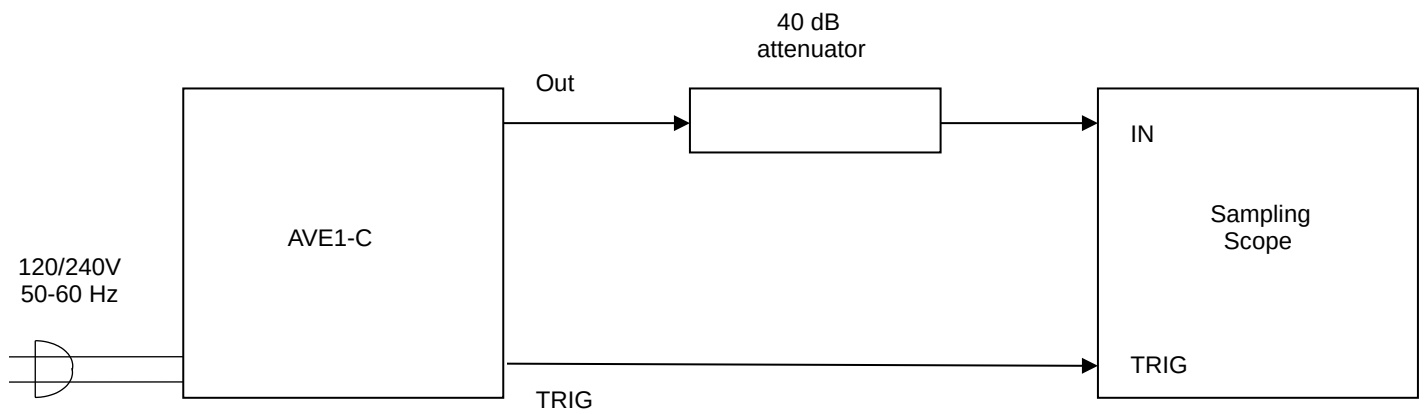 40 dB
attenuator
Out
IN
Sampling
Scope
AVE1-C
120/240V
50-60 Hz
TRIG
TRIG